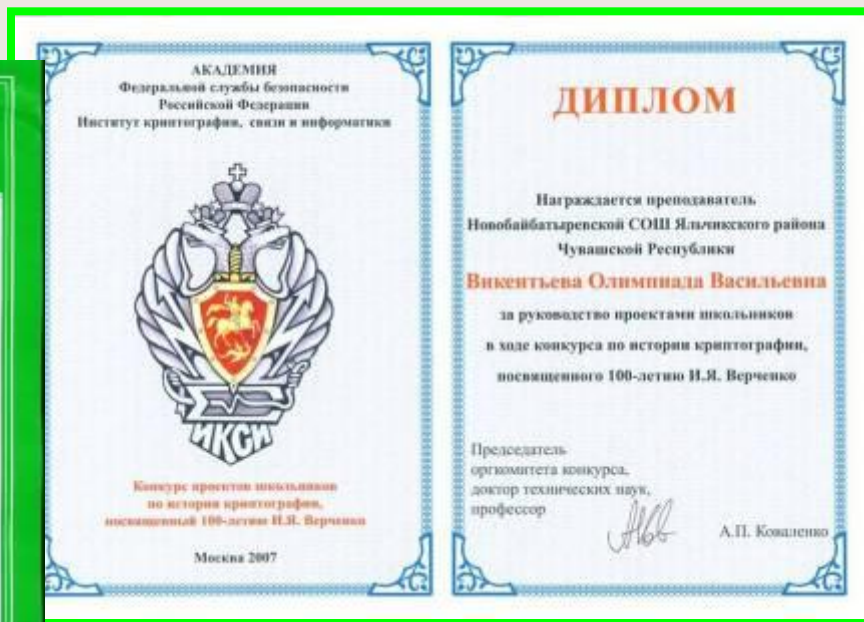 АКАДЕМИЯ
Федеральной службы безопасности
Российской Федерации
Институт криптографии, связи и информатики
ИКСИ
Конкурс проектов школьников
по истории криптографии,
посвященный 100-летию И.Я. Верченко
Москва 2007
ДИПЛОМ
Награждается преподаватель
Новобайбатыревской СОШ Яльчикского района
Чувашской Республики
Викентьева Олимпиада Васильевна
за руководство проектами школьников
в ходе конкурса по истории криптографии,
посвященного 100-летию И.Я. Верченко
Председатель
оргкомитета конкурса,
доктор технических наук,
профессор
А.П. Коваленко